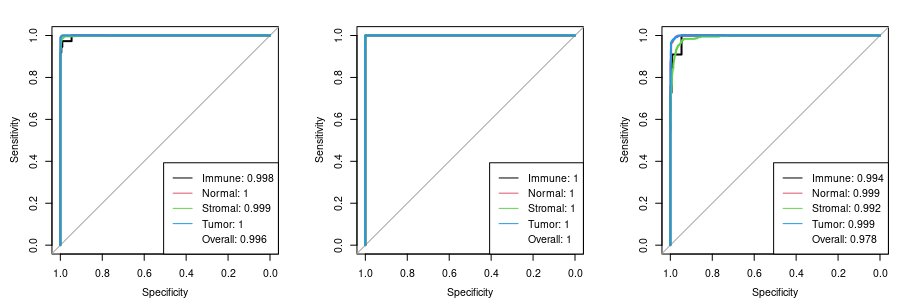 Sensitivity
1.0
0.8
0.6
0.4
0.2
0.0
Immune: 0.998
Normal: 1
Stromal: 0.999
Tumor: 1
Overall: 0.996
1.0 0.8 0.6 0.4 0.2 0.0
Specificity
Sensitivity
1.0
0.8
0.6
0.4
0.2
0.0
Immune: 1
Normal: 1
Stromal: 1
Tumor: 1
Overall: 1
1.0 0.8 0.6 0.4 0.2 0.0
Specificity
Sensitivity
1.0
0.8
0.6
0.4
0.2
0.0
Immune: 0.994
Normal: 0.999
Stromal: 0.992
Tumor: 0.999
Overall: 0.978
1.0 0.8 0.6 0.4 0.2 0.0
Specificity